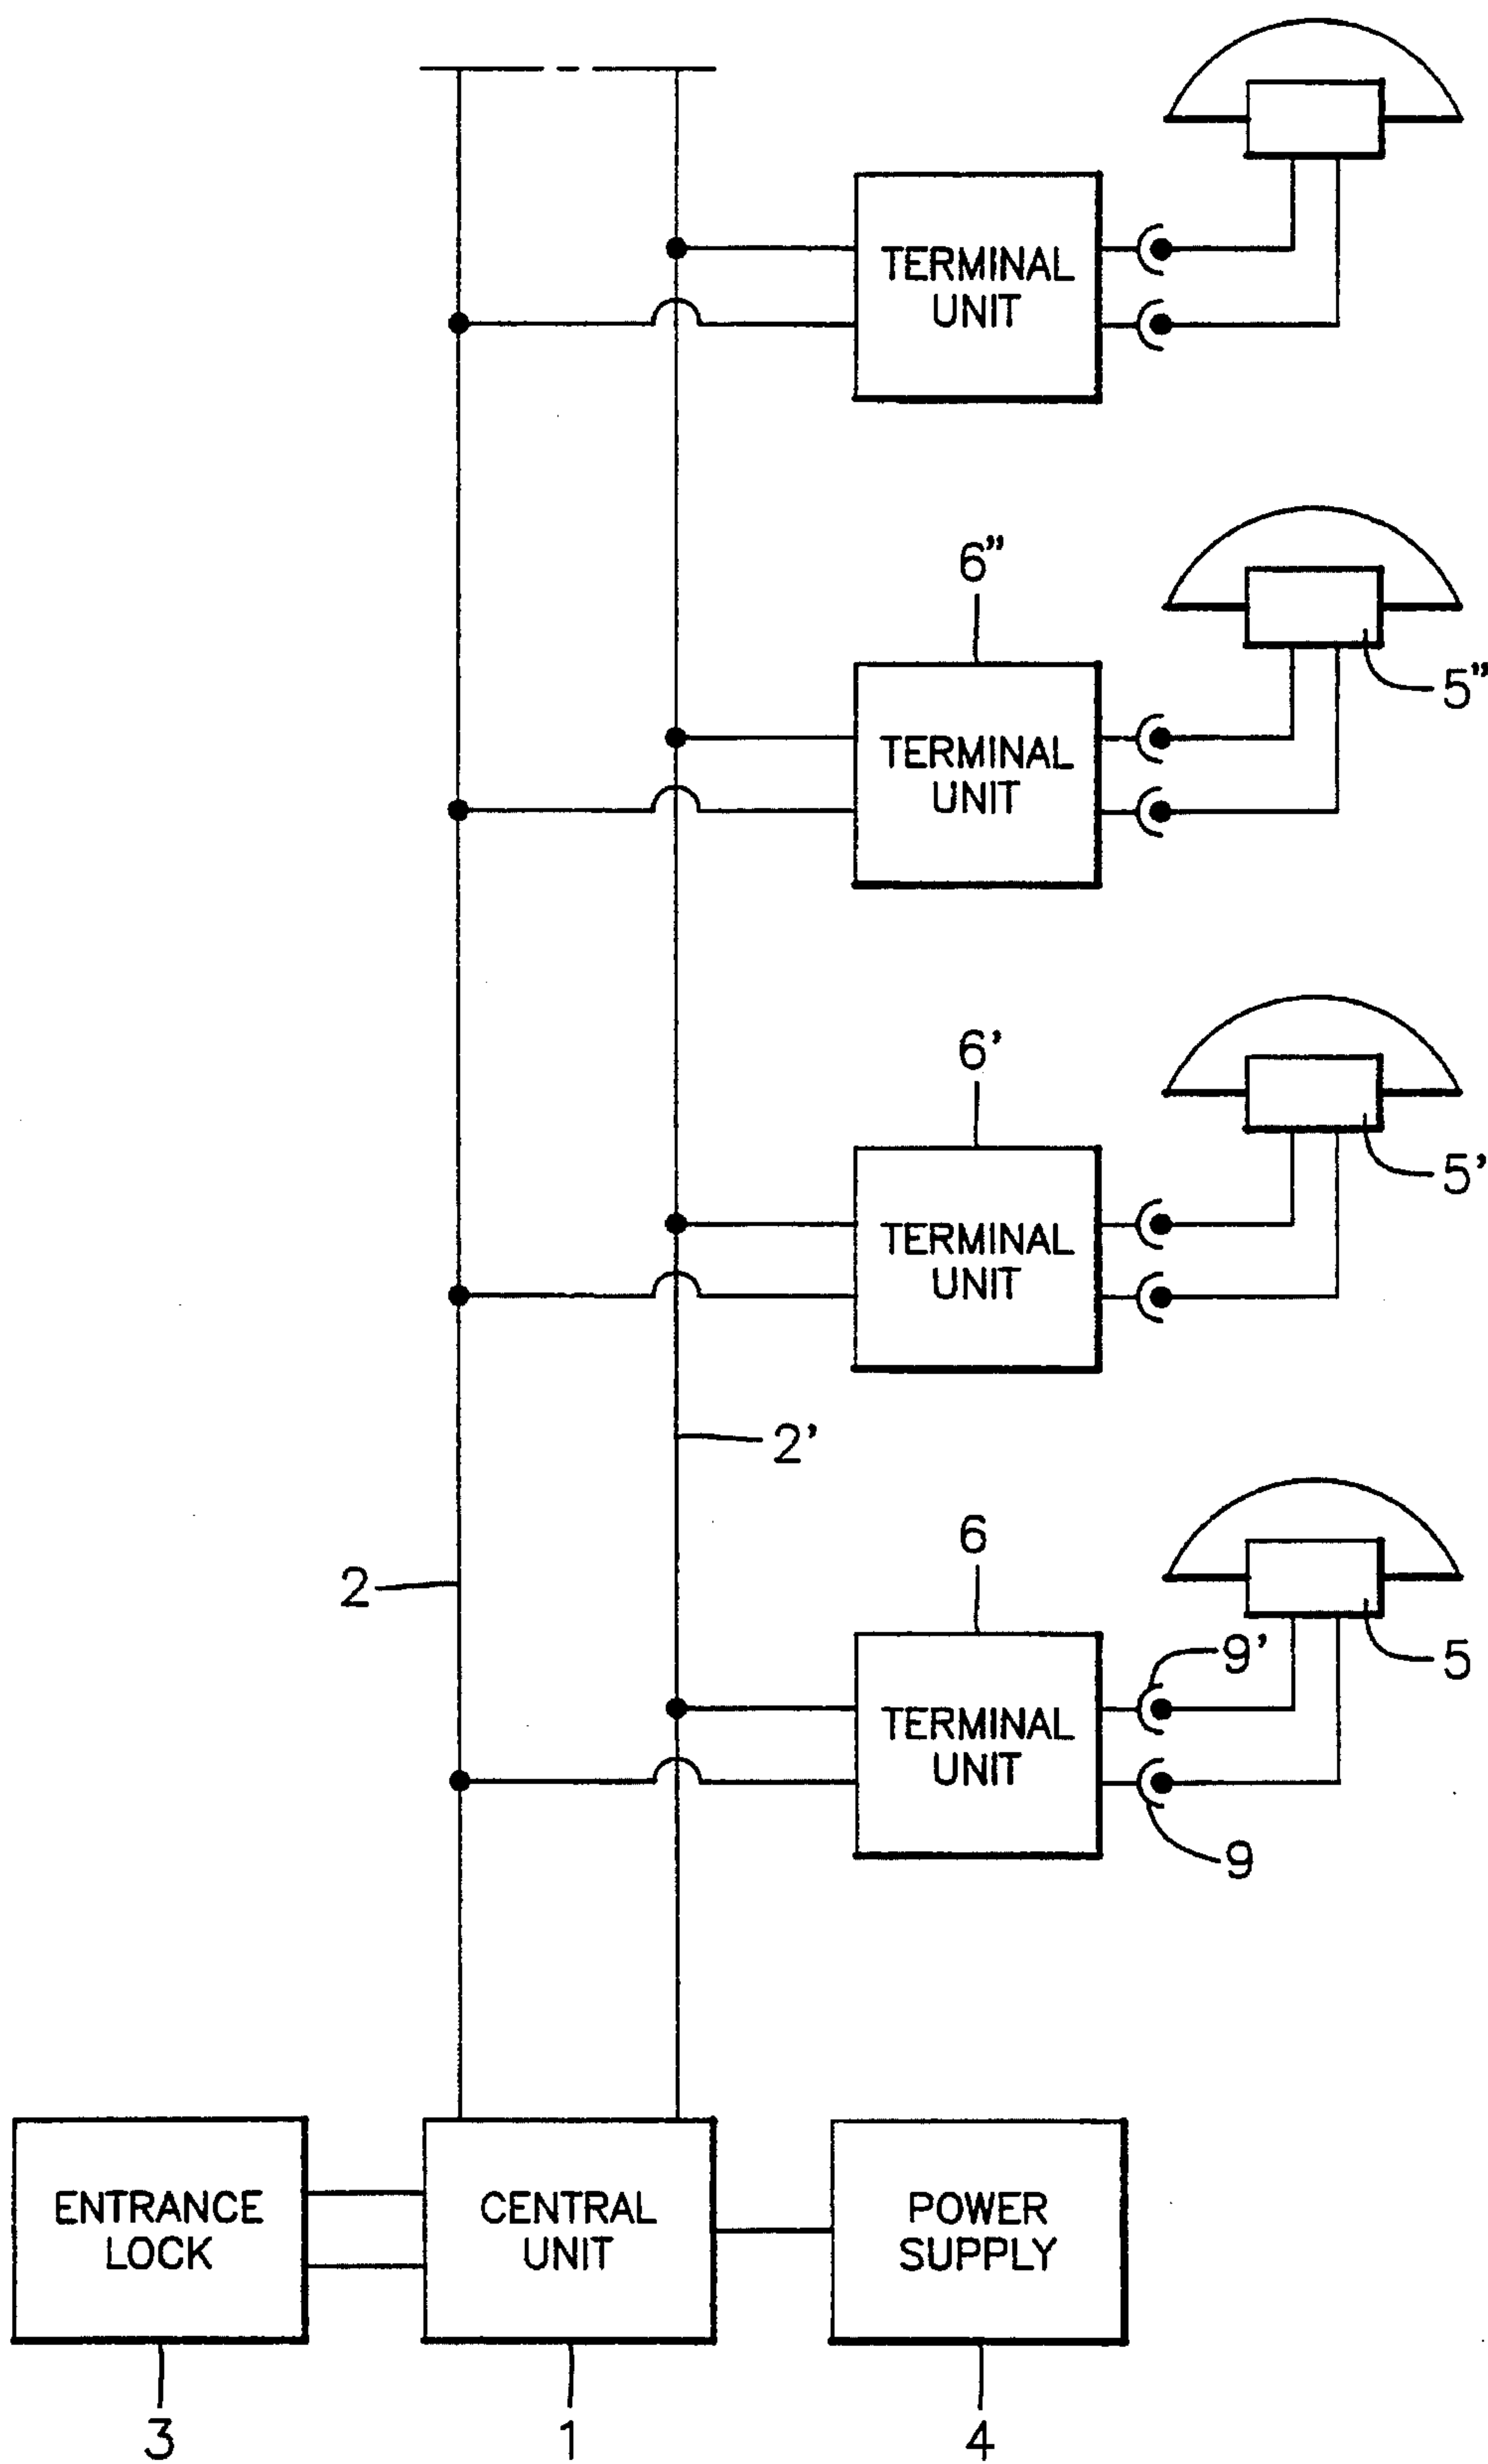 TERMINAL
UNIT
6”
5”
TERMINAL
UNIT
6’
5’
TERMINAL
UNIT
2’
6
2
9’
5
TERMINAL
UNIT
9
ENTRANCE
LOCK
CENTRAL
UNIT
POWER
SUPPLY
3
1
4